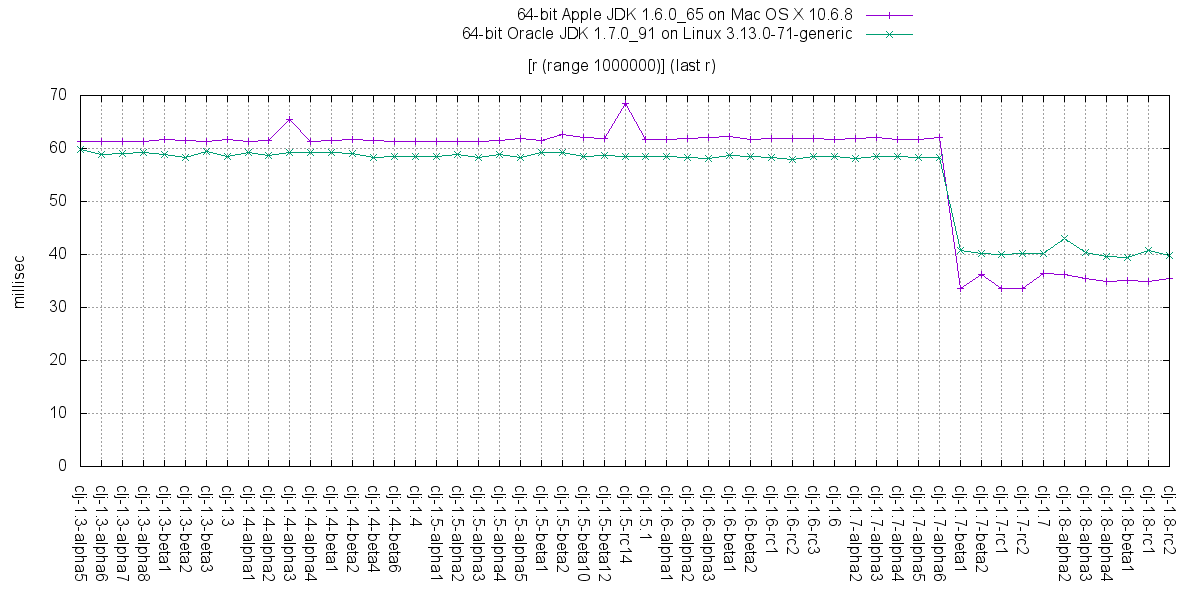 64-bit Apple JDK 1.6.0_65 on Mac OS X 10.6.8
64-bit Oracle JDK 1.7.0_91 on Linux 3.13.0-71-generic
[r (range 1000000)] (last r)
70
60
50
40
30
20
10
0
millisec
clj-1.3-alpha5
clj-1.3-alpha6
clj-1.3-alpha7
clj-1.3-alpha8
clj-1.3-beta1
clj-1.3-beta2
clj-1.3-beta3
clj-1.3
clj-1.4-alpha1
clj-1.4-alpha2
clj-1.4-alpha3
clj-1.4-alpha4
clj-1.4-beta1
clj-1.4-beta2
clj-1.4-beta4
clj-1.4-beta6
clj-1.4
clj-1.5-alpha1
clj-1.5-alpha2
clj-1.5-alpha3
clj-1.5-alpha4
clj-1.5-alpha5
clj-1.5-beta1
clj-1.5-beta2
clj-1.5-beta10
clj-1.5-beta12
clj-1.5-rc14
clj-1.5.1
clj-1.6-alpha1
clj-1.6-alpha2
clj-1.6-alpha3
clj-1.6-beta1
clj-1.6-beta2
clj-1.6-rc1
clj-1.6-rc2
clj-1.6-rc3
clj-1.6
clj-1.7-alpha2
clj-1.7-alpha3
clj-1.7-alpha4
clj-1.7-alpha5
clj-1.7-alpha6
clj-1.7-beta1
clj-1.7-beta2
clj-1.7-rc1
clj-1.7-rc2
clj-1.7
clj-1.8-alpha2
clj-1.8-alpha3
clj-1.8-alpha4
clj-1.8-beta1
clj-1.8-rc1
clj-1.8-rc2